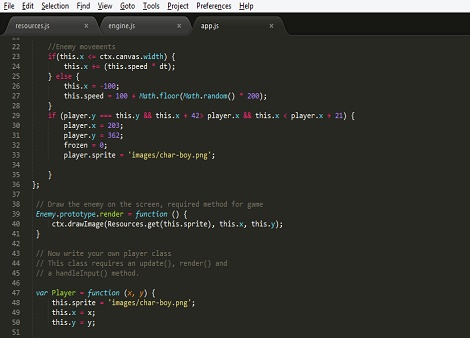 File Edit Selection Find View Goto Tools Project Preferences Help
resources.js × engine.js × app.js ×
22 //Enemy movements
23 if(this.x <= ctx.canvas.width) {
24 this.x += (this.speed * dt);
25 } else {
26 this.x = -100;
27 this.speed = 100 + Math.floor(Math.random() * 200);
28 }
29 if (player.y === this.y && this.x + 42> player.x && this.x < player.x + 21) {
30 player.x = 203;
31 player.y = 362;
32 frozen = 0;
33 player.sprite = 'images/char-boy.png';
34
35 }
36 };
37
38 // Draw the enemy on the screen, required method for game
39 Enemy.prototype.render = function () {
40 ctx.drawImage(Resources.get(this.sprite), this.x, this.y);
41 }
42
43 // Now write your own player class
44 // This class requires an update(), render() and
45 // a handleInput() method.
46
47 var Player = function (x, y) {
48 this.sprite = 'images/char-boy.png';
49 this.x = x;
50 this.y = y;
51